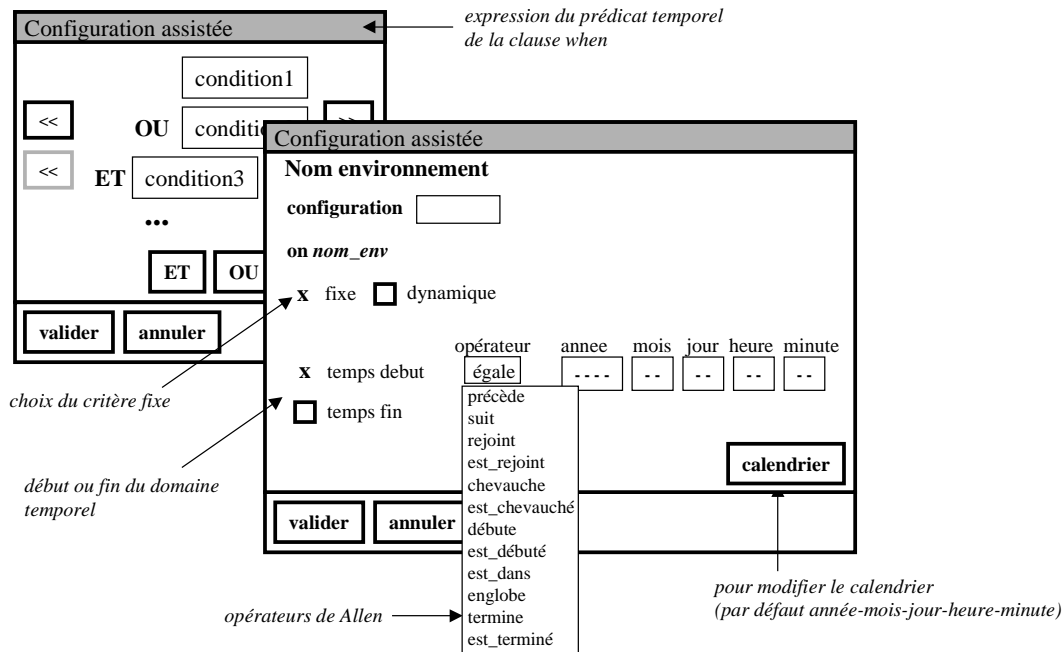 expression du prédicat temporel
de la clause when
Configuration assistée
condition1
<<
OU
>>
<<
ET
condition3
...
ET
OU
valider
annuler
choix du critère fixe
début ou fin du domaine
temporel
Configuration assistée
Nom environnement
configuration
on nom_env
x fixe
dynamique
opérateur annee mois jour heure minute
x temps debut
égale
- - - -
- -
- -
- -
- -
temps fin
précède
suit
rejoint
est_rejoint
chevauche
est_chevauché
débute
est_débuté
est_dans
englobe
termine
est_terminé
calendrier
valider
annuler
opérateurs de Allen
pour modifier le calendrier
(par défaut année-mois-jour-heure-minute)